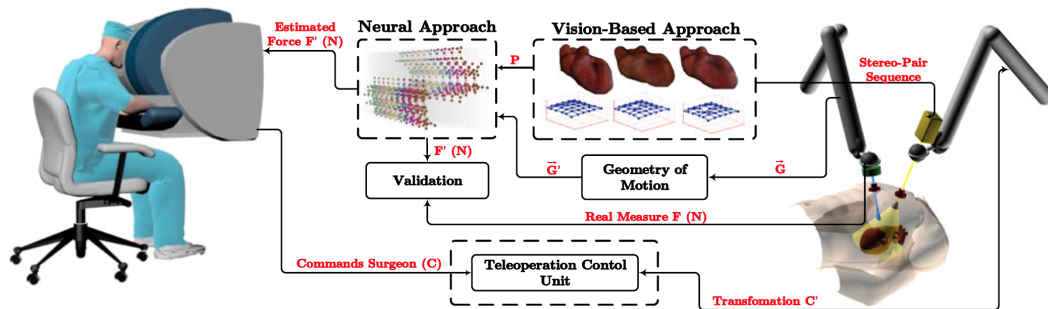 Estimated
Force F' (N)
Neural Approach
Vision-Based Approach
P
Stereo-Pair
Sequence
F' (N)
G⃗'
Geometry of
Motion
G⃗
Validation
Real Measure F (N)
Commands Surgeon (C)
Teleoperation Contol
Unit
Transfomation C'